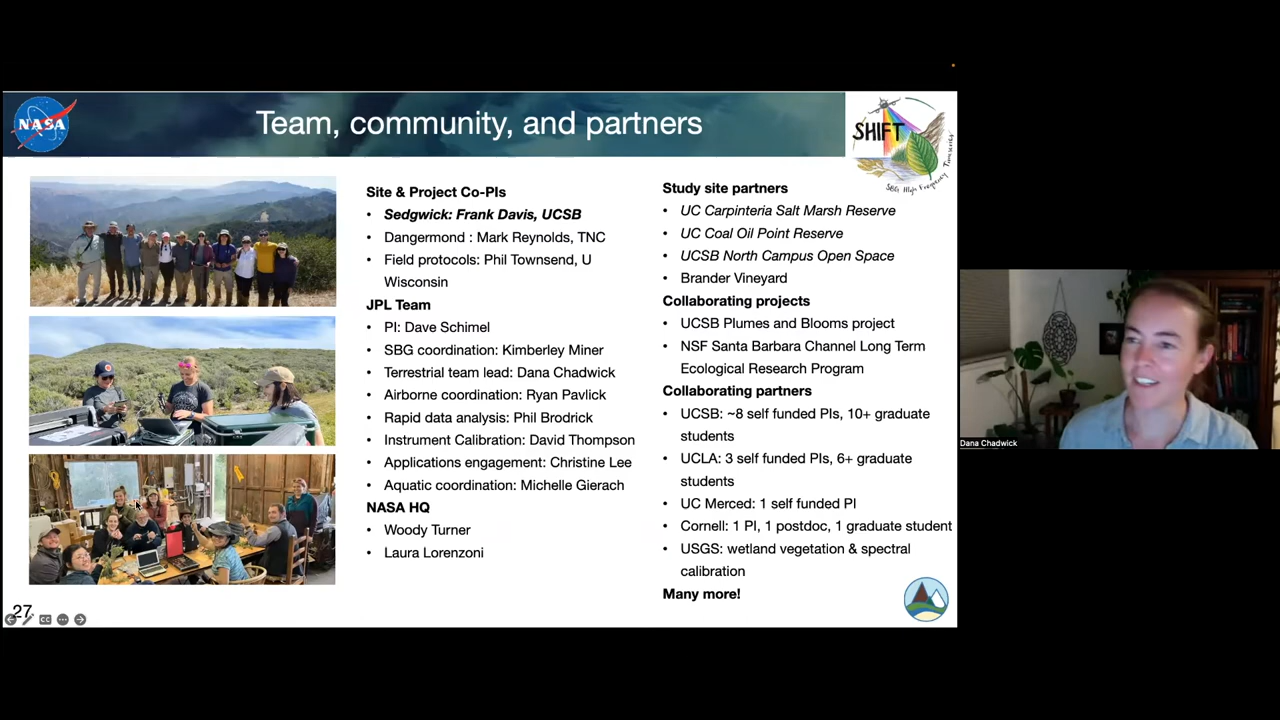 NASA
Team, community, and partners
SHIFT
SBG High Frequency Timeseries
Site & Project Co-PIs
• Sedgwick: Frank Davis, UCSB
• Dangermond : Mark Reynolds, TNC
• Field protocols: Phil Townsend, U
Wisconsin
JPL Team
• PI: Dave Schimel
• SBG coordination: Kimberley Miner
• Terrestrial team lead: Dana Chadwick
• Airborne coordination: Ryan Pavlick
• Rapid data analysis: Phil Brodrick
• Instrument Calibration: David Thompson
• Applications engagement: Christine Lee
• Aquatic coordination: Michelle Gierach
NASA HQ
• Woody Turner
• Laura Lorenzoni
Study site partners
• UC Carpinteria Salt Marsh Reserve
• UC Coal Oil Point Reserve
• UCSB North Campus Open Space
• Brander Vineyard
Collaborating projects
• UCSB Plumes and Blooms project
• NSF Santa Barbara Channel Long Term
Ecological Research Program
Collaborating partners
• UCSB: ~8 self funded PIs, 10+ graduate
students
• UCLA: 3 self funded PIs, 6+ graduate
students
• UC Merced: 1 self funded PI
• Cornell: 1 PI, 1 postdoc, 1 graduate student
• USGS: wetland vegetation & spectral
calibration
Many more!
27
CC
Dana Chadwick